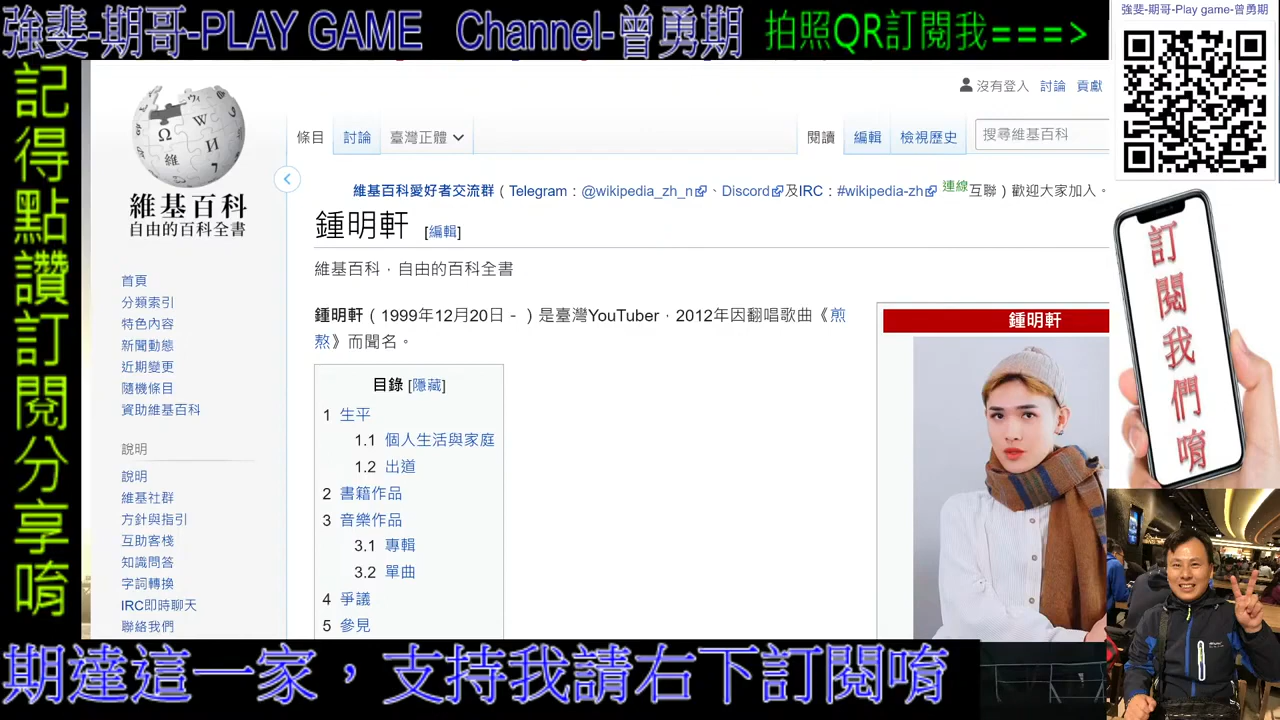 強斐-期哥-PLAY GAME Channel-曾勇期
拍照QR訂閱我===>
強斐-期哥-Play game-曾勇期
記得點讚訂閱分享唷
維基百科
自由的百科全書
首頁
分類索引
特色內容
新聞動態
近期變更
隨機條目
資助維基百科
說明
說明
維基社群
方針與指引
互助客棧
知識問答
字詞轉換
IRC即時聊天
聯絡我們
沒有登入 討論 貢獻
條目 討論 臺灣正體 閱讀 編輯 檢視歷史 搜尋維基百科
維基百科愛好者交流群(Telegram:@wikipedia_zh_n、Discord及IRC:#wikipedia-zh連線互聯)歡迎大家加入。
鍾明軒 [編輯]
維基百科,自由的百科全書
鍾明軒(1999年12月20日-)是臺灣YouTuber,2012年因翻唱歌曲《煎
熬》而聞名。
目錄 [隱藏]
1 生平
1.1 個人生活與家庭
1.2 出道
2 書籍作品
3 音樂作品
3.1 專輯
3.2 單曲
4 爭議
5 參見
鍾明軒
訂閱我們唷
期達這一家,支持我請右下訂閱唷